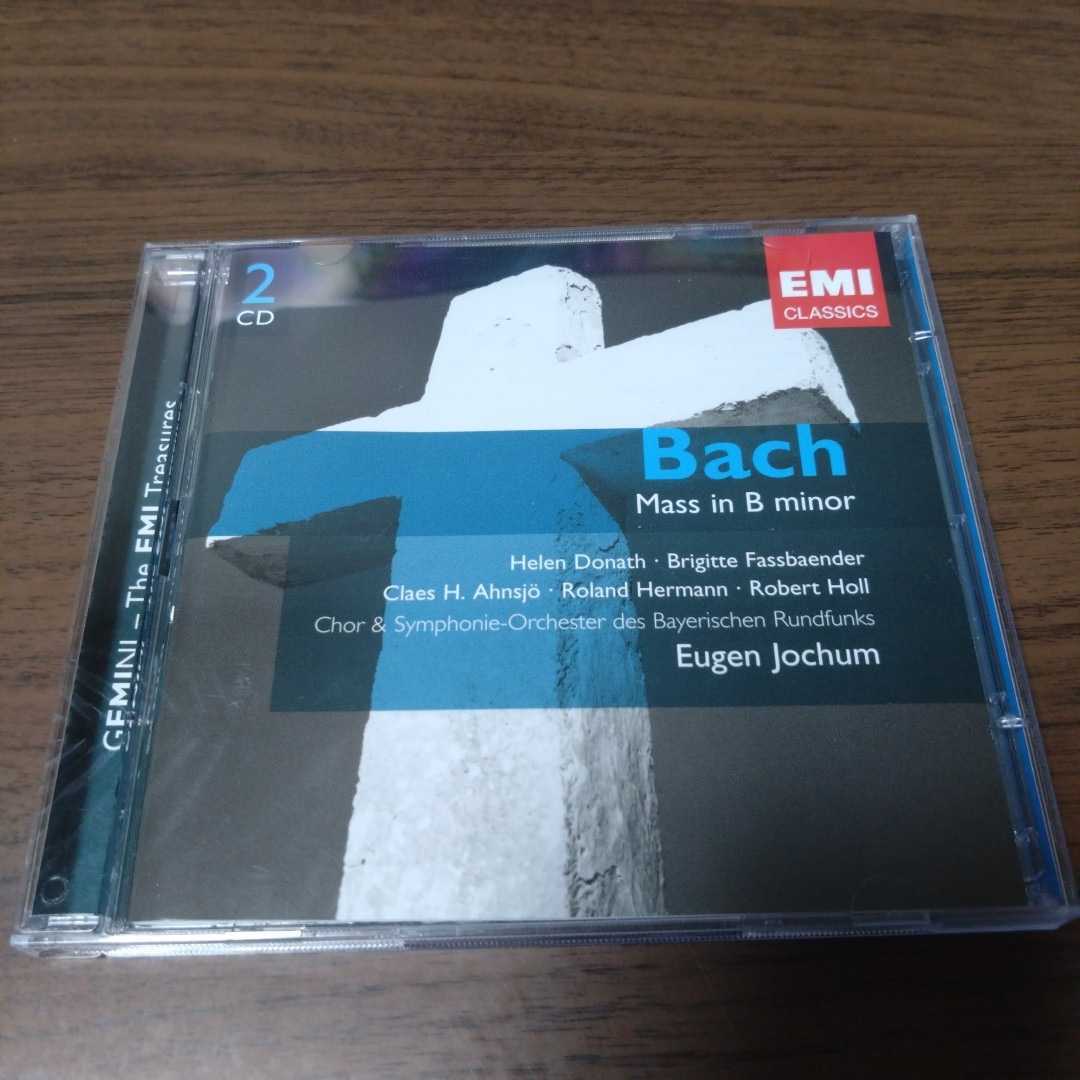 2
CD
EMI
CLASSICS
GEMINI – The EMI Treasures
Bach
Mass in B minor
Helen Donath · Brigitte Fassbaender
Claes H. Ahnsjö · Roland Hermann · Robert Holl
Chor & Symphonie-Orchester des Bayerischen Rundfunks
Eugen Jochum